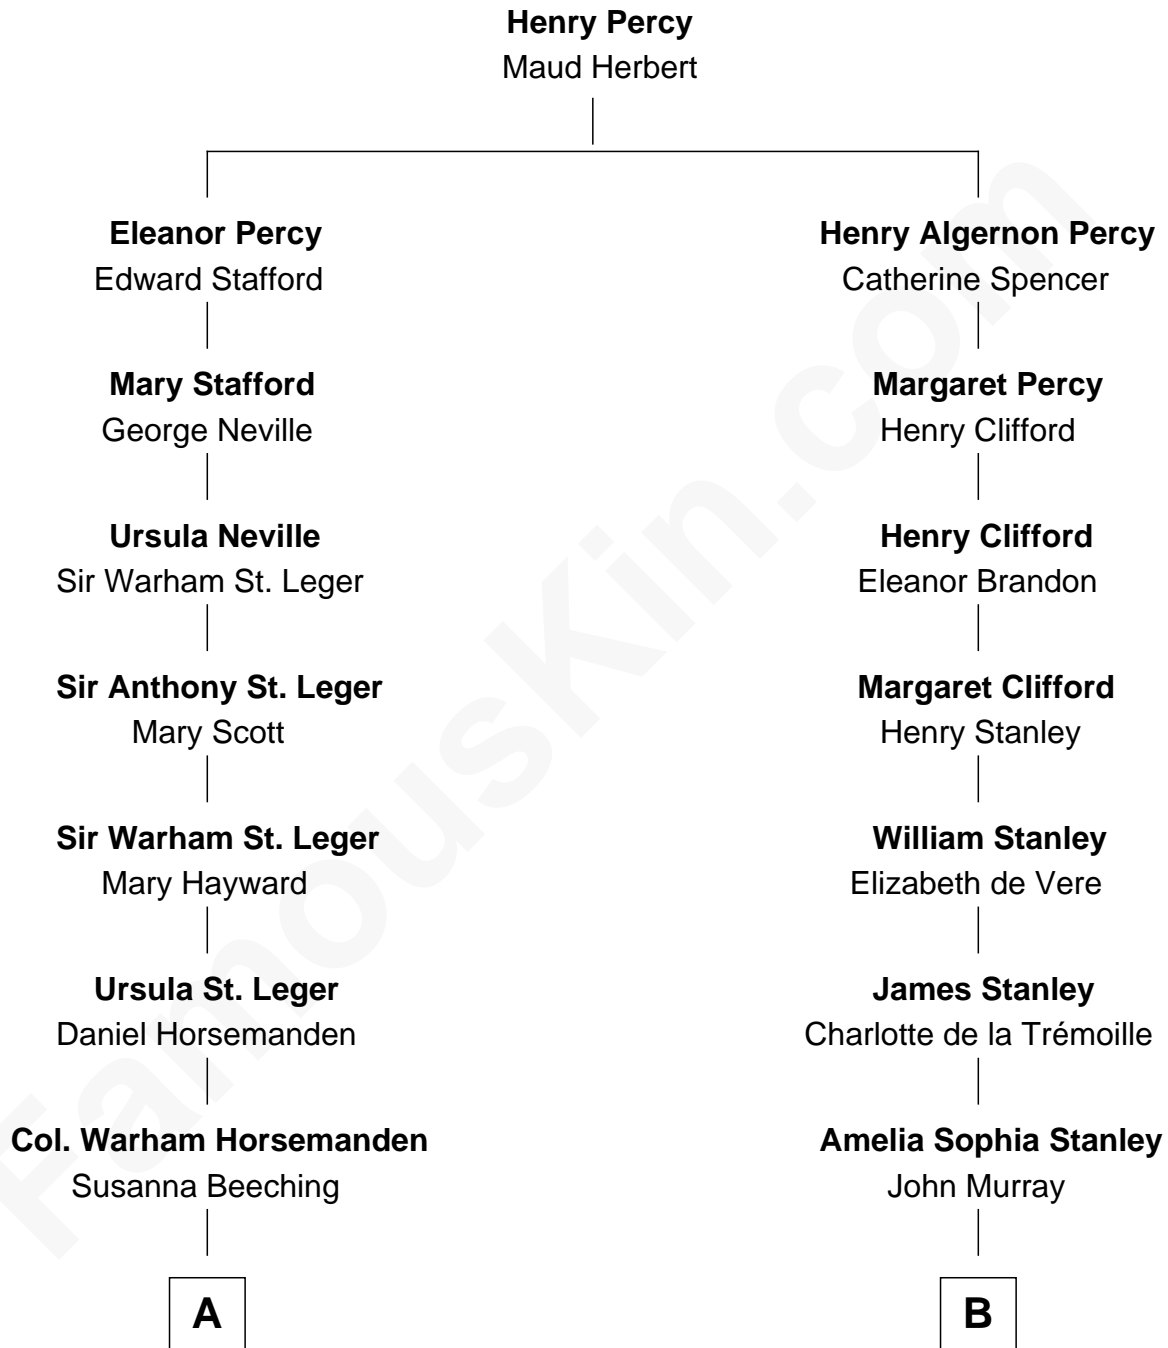 Henry Percy
Maud Herbert
Eleanor Percy
Edward Stafford
Henry Algernon Percy
Catherine Spencer
Mary Stafford
George Neville
Margaret Percy
Henry Clifford
Ursula Neville
Sir Warham St. Leger
Henry Clifford
Eleanor Brandon
Sir Anthony St. Leger
Mary Scott
Margaret Clifford
Henry Stanley
Sir Warham St. Leger
Mary Hayward
William Stanley
Elizabeth de Vere
Ursula St. Leger
Daniel Horsemanden
James Stanley
Charlotte de la Trémoille
Col. Warham Horsemanden
Susanna Beeching
Amelia Sophia Stanley
John Murray
A
B
FamousKin.com